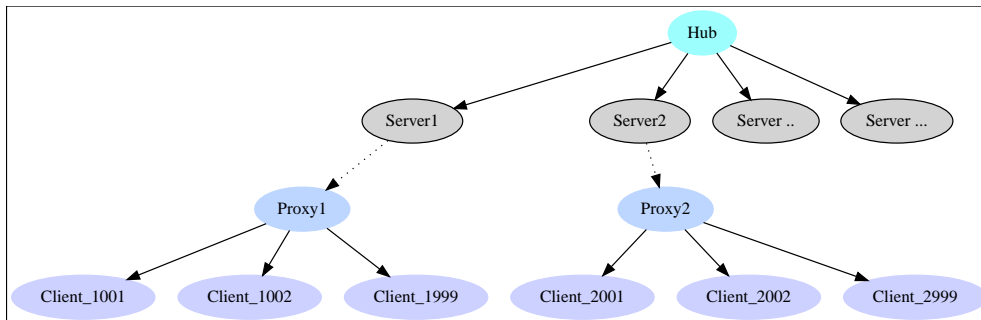 Hub
Server1
Server2
Server ..
Server ...
Proxy1
Proxy2
Client_1001
Client_1002
Client_1999
Client_2001
Client_2002
Client_2999